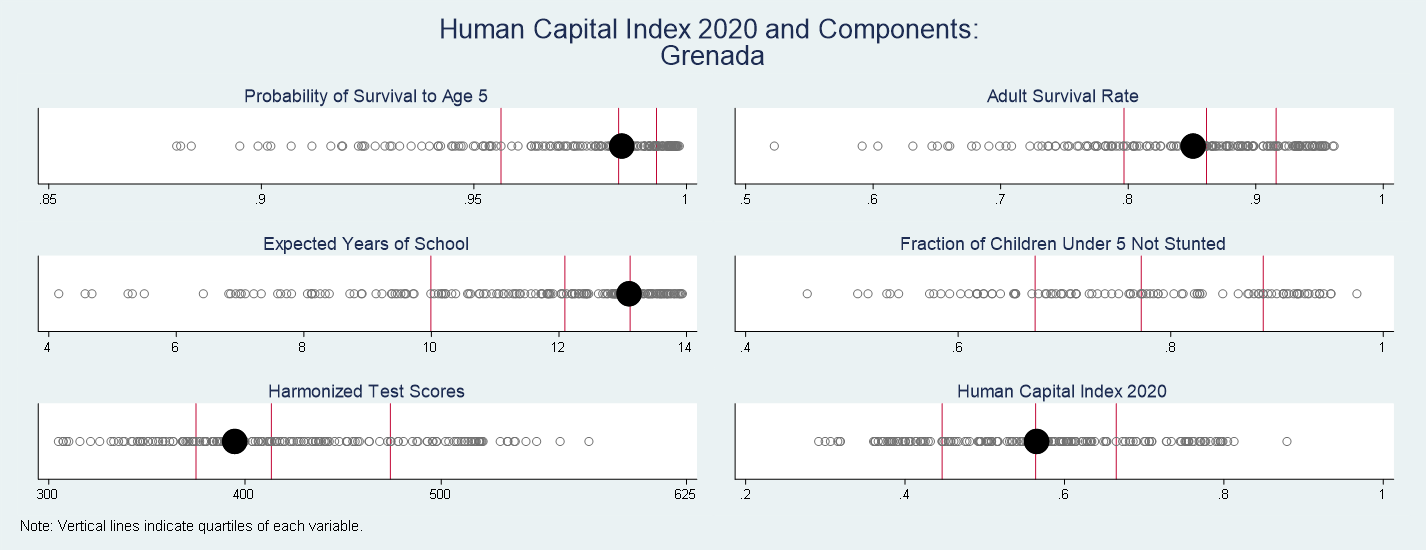 Human Capital Index 2020 and Components:
Grenada
Probability of Survival to Age 5
.85 .9 .95 1
Adult Survival Rate
.5 .6 .7 .8 .9 1
Expected Years of School
4 6 8 10 12 14
Fraction of Children Under 5 Not Stunted
.4 .6 .8 1
Harmonized Test Scores
300 400 500 625
Human Capital Index 2020
.2 .4 .6 .8 1
Note: Vertical lines indicate quartiles of each variable.